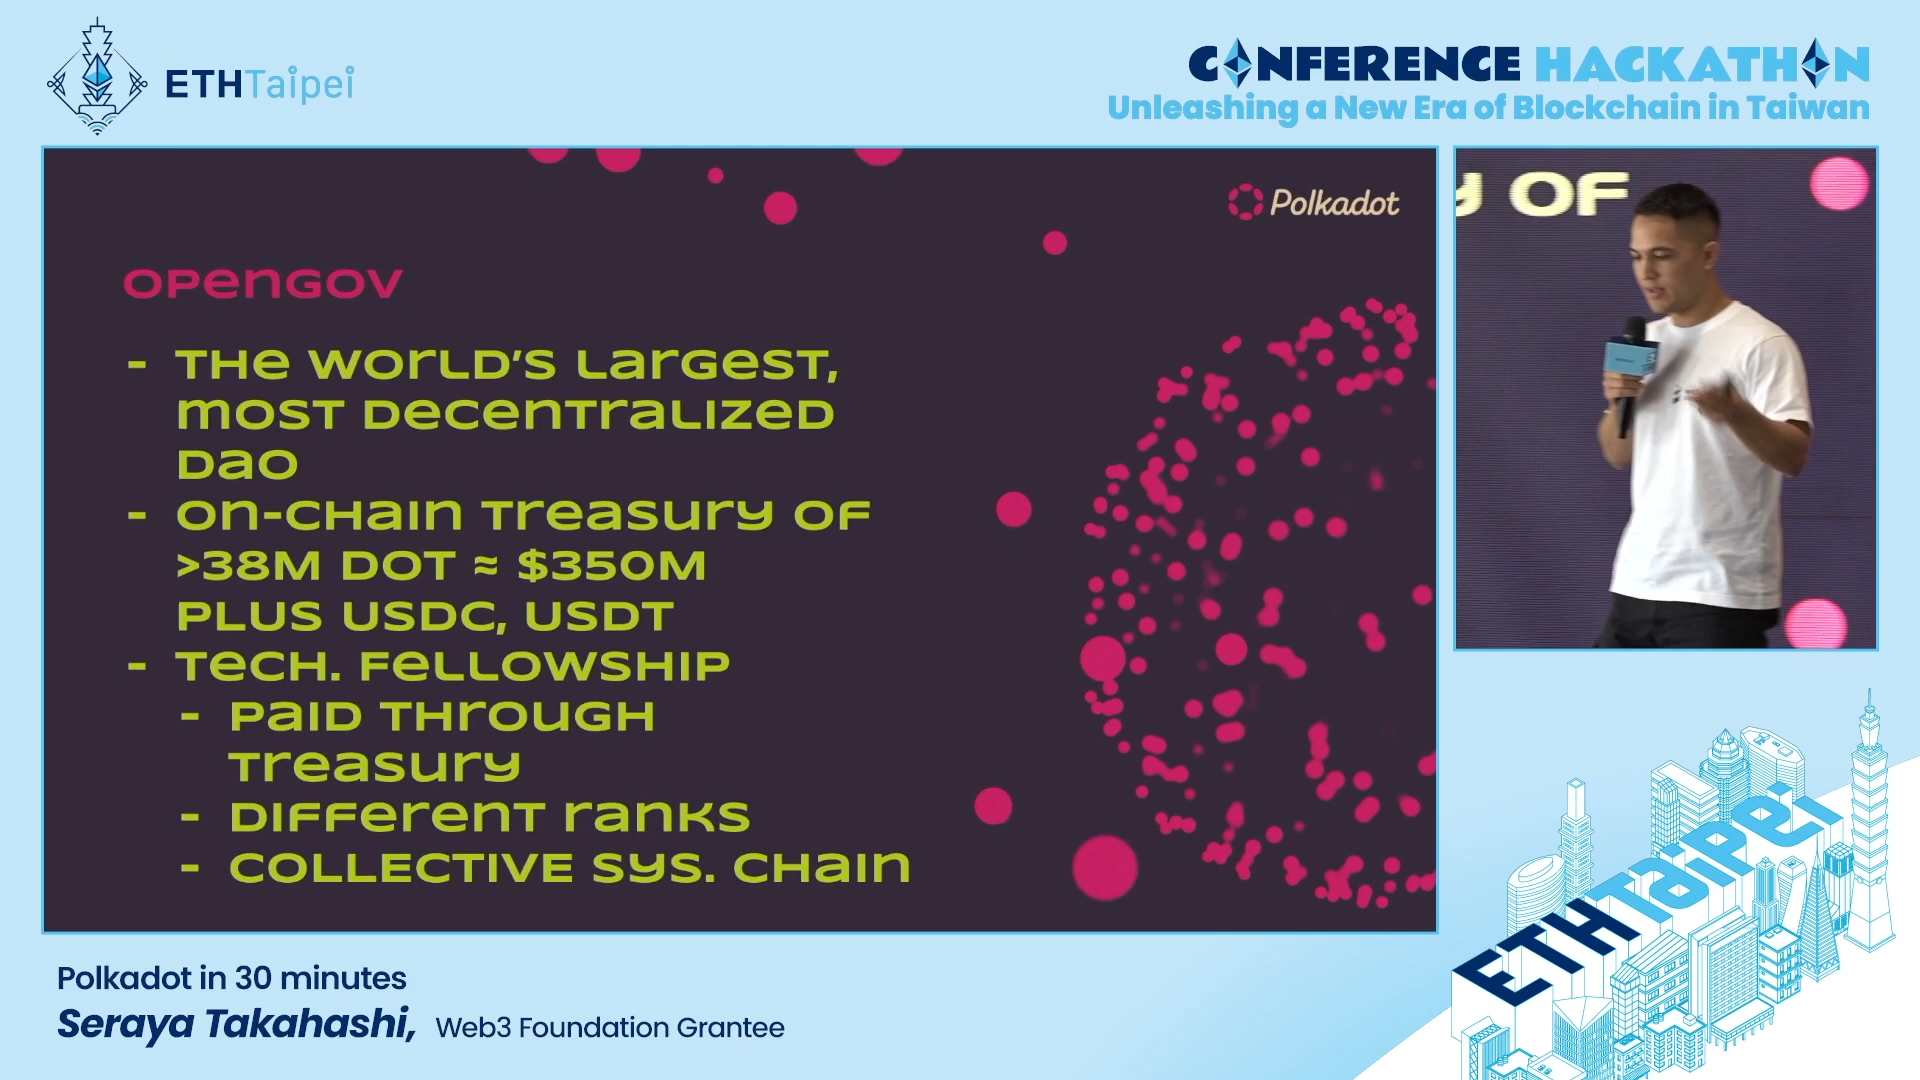 ETHTaipei
CONFERENCE HACKATHON
Unleashing a New Era of Blockchain in Taiwan
Polkadot
OPENGOV
- THE WORLD'S LARGEST,
MOST DECENTRALIZED
DAO
- ON-CHAIN TREASURY OF
>38M DOT ≈ $350M
PLUS USDC, USDT
- TECH. FELLOWSHIP
- PAID THROUGH
TREASURY
- DIFFERENT RANKS
- COLLECTIVE SYS. CHAIN
Y OF
Polkadot in 30 minutes
Seraya Takahashi, Web3 Foundation Grantee
ETHTaipei